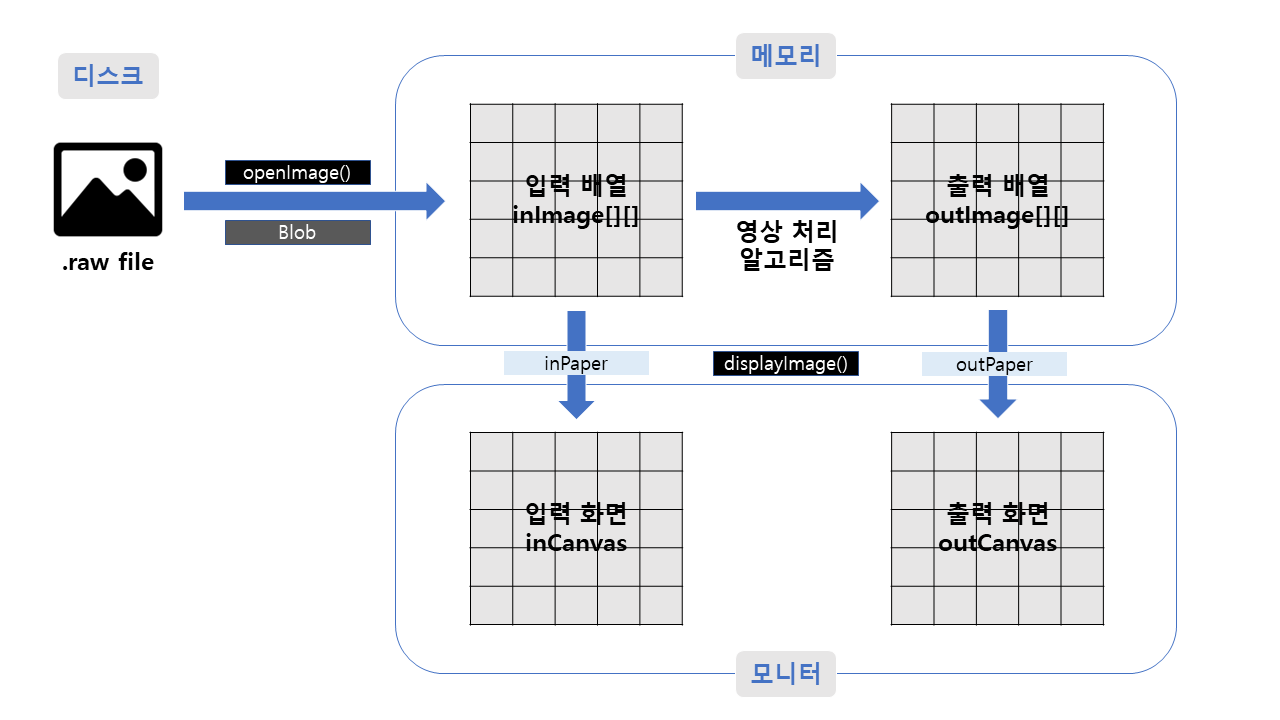 디스크
메모리
.raw file
openImage()
Blob
입력 배열
inImage[][]
영상 처리
알고리즘
출력 배열
outImage[][]
inPaper
displayImage()
outPaper
입력 화면
inCanvas
출력 화면
outCanvas
모니터